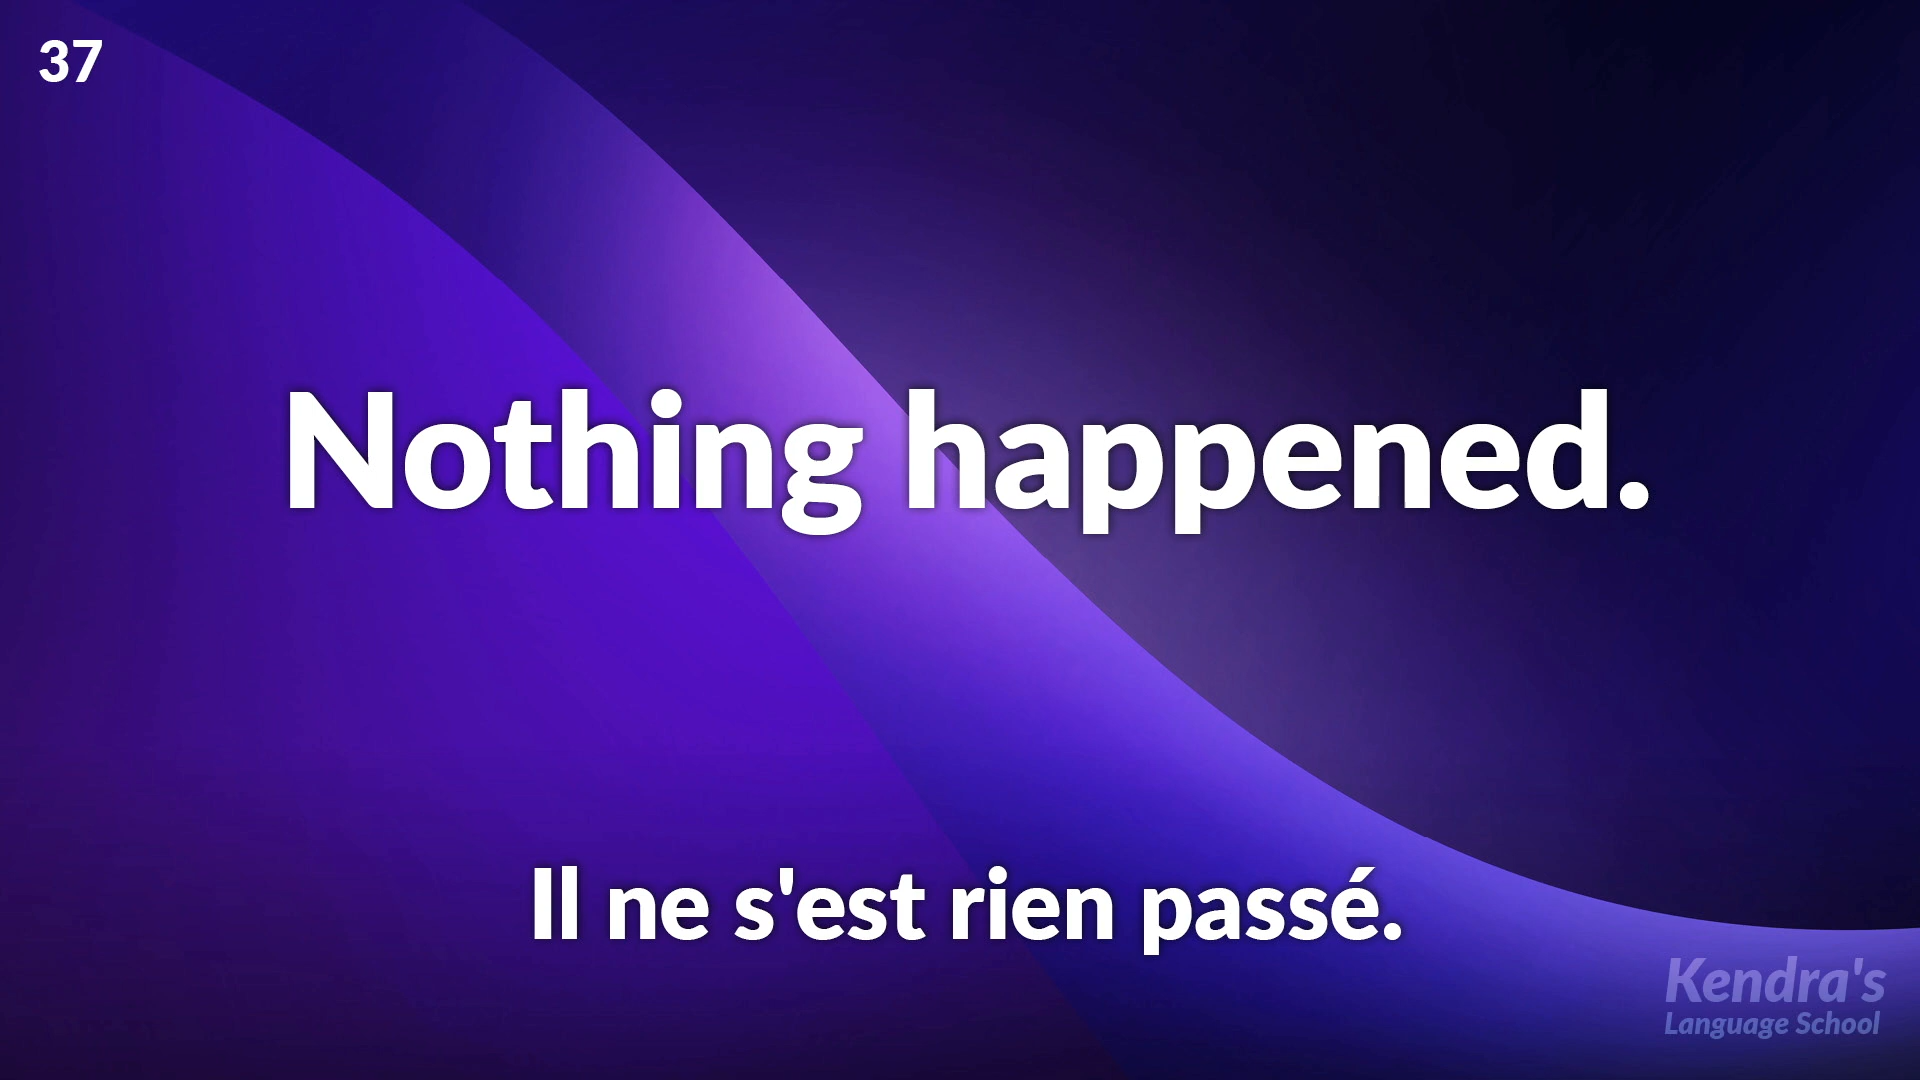 37
Nothing happened.
Il ne s'est rien passé.
Kendra's
Language School